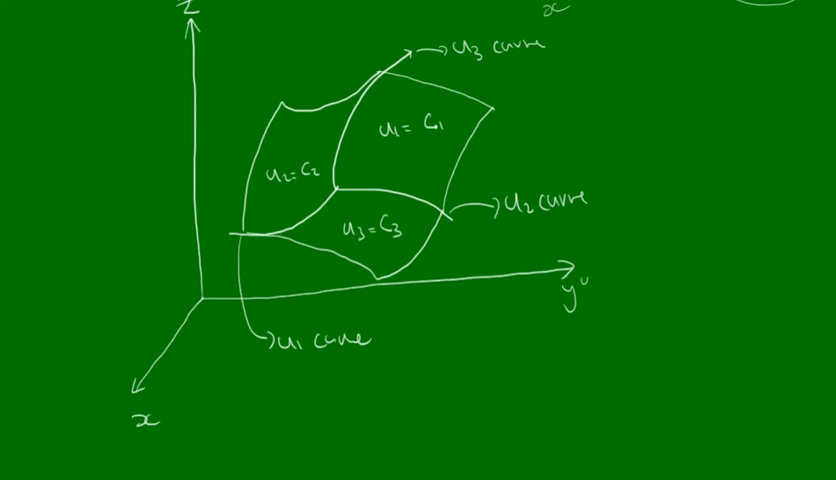 z
x
u3 curve
u1 = C1
u2 = C2
u2 curve
u3 = C3
y
u1 curve
x